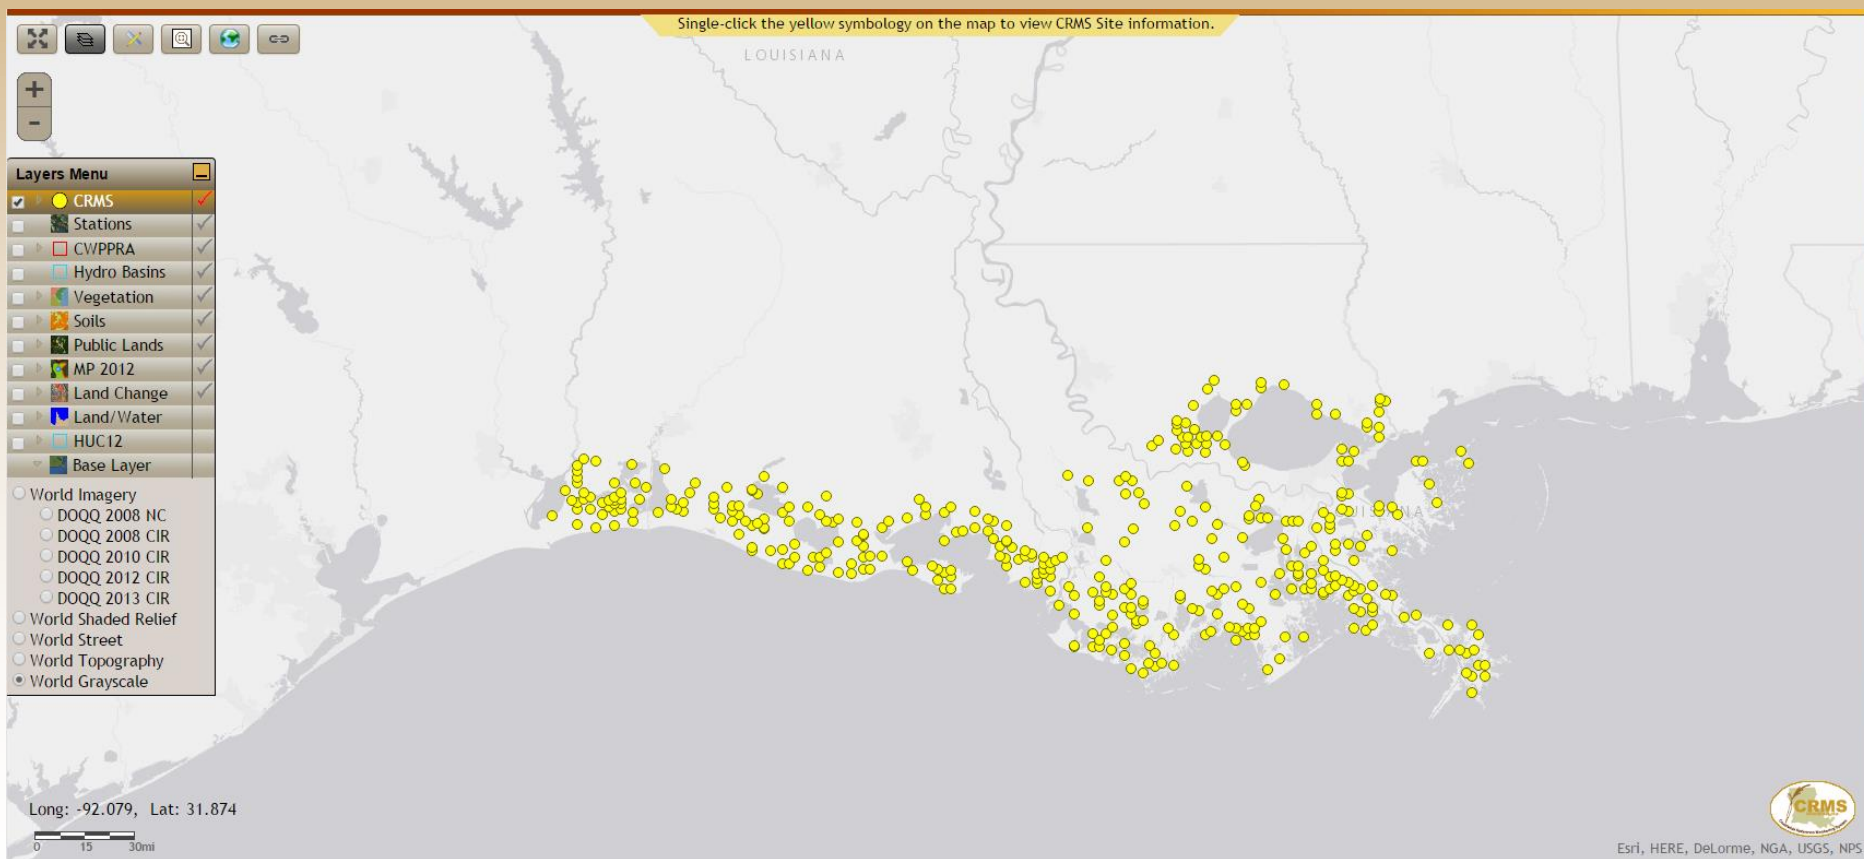 Single-click the yellow symbology on the map to view CRMS Site information.
LOUISIANA
+
-
Layers Menu
CRMS
Stations
CWPPRA
Hydro Basins
Vegetation
Soils
Public Lands
MP 2012
Land Change
Land/Water
HUC12
Base Layer
World Imagery
DOQQ 2008 NC
DOQQ 2008 CIR
DOQQ 2010 CIR
DOQQ 2012 CIR
DOQQ 2013 CIR
World Shaded Relief
World Street
World Topography
World Grayscale
Long: -92.079, Lat: 31.874
0 15 30mi
CRMS
Esri, HERE, DeLorme, NGA, USGS, NPS